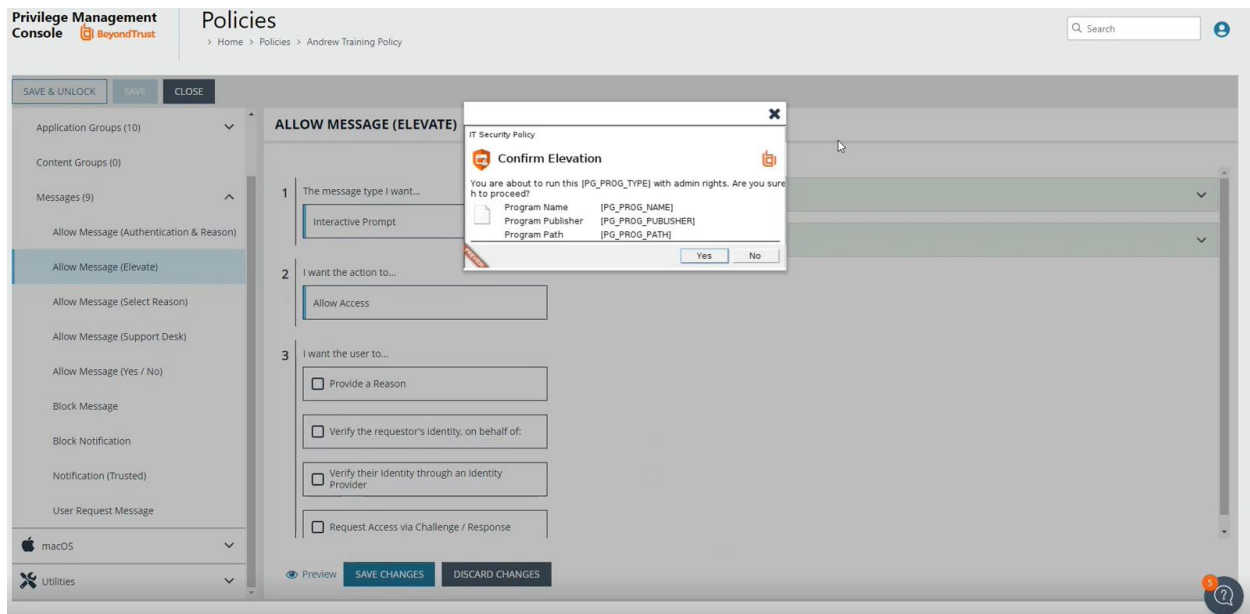 Privilege Management
Console BeyondTrust
Policies
> Home > Policies > Andrew Training Policy
Search
SAVE & UNLOCK SAVE CLOSE
Application Groups (10)
Content Groups (0)
Messages (9)
Allow Message (Authentication & Reason)
Allow Message (Elevate)
Allow Message (Select Reason)
Allow Message (Support Desk)
Allow Message (Yes / No)
Block Message
Block Notification
Notification (Trusted)
User Request Message
macOS
Utilities
ALLOW MESSAGE (ELEVATE)
1 The message type I want...
Interactive Prompt
2 I want the action to...
Allow Access
3 I want the user to...
Provide a Reason
Verify the requestor's identity, on behalf of:
Verify their Identity through an Identity
Provider
Request Access via Challenge / Response
Preview SAVE CHANGES DISCARD CHANGES
IT Security Policy
Confirm Elevation
You are about to run this [PG_PROG_TYPE] with admin rights. Are you sure
h to proceed?
Program Name [PG_PROG_NAME]
Program Publisher [PG_PROG_PUBLISHER]
Program Path [PG_PROG_PATH]
PREVIEW
Yes No
5